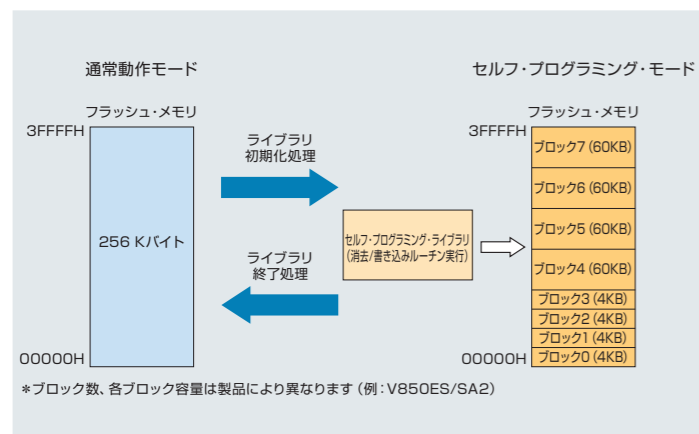 通常動作モード
フラッシュ・メモリ
3FFFFH
256 Kバイト
00000H
ライブラリ
初期化処理
ライブラリ
終了処理
セルフ・プログラミング・ライブラリ
(消去/書き込みルーチン実行)
セルフ・プログラミング・モード
フラッシュ・メモリ
3FFFFH
ブロック7 (60KB)
ブロック6 (60KB)
ブロック5 (60KB)
ブロック4 (60KB)
ブロック3 (4KB)
ブロック2 (4KB)
ブロック1 (4KB)
ブロック0 (4KB)
00000H
*ブロック数、各ブロック容量は製品により異なります (例:V850ES/SA2)